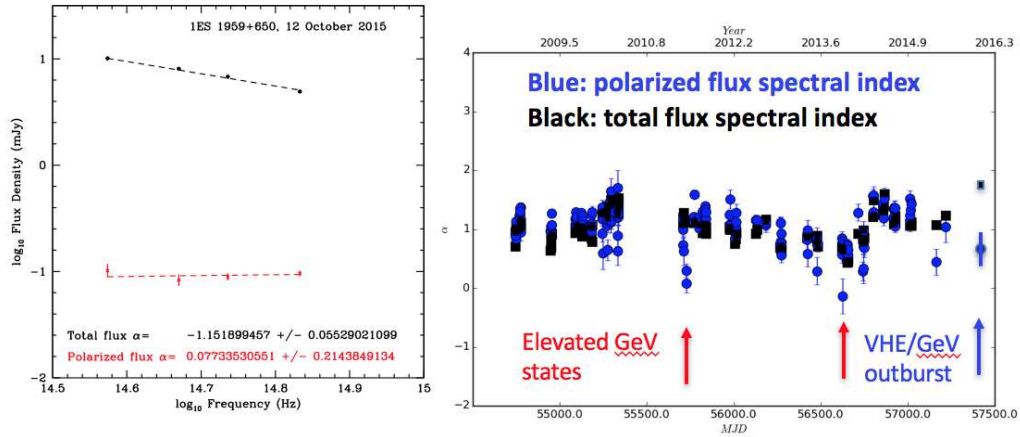 1ES 1959+650, 12 October 2015
log10 Flux Density (mJy)
1
0
−1
−2
Total flux α= −1.151899457 +/− 0.05529021099
Polarized flux α= 0.07733530551 +/− 0.2143849134
14.5 14.6 14.7 14.8 14.9 15
log10 Frequency (Hz)
Year
2009.5 2010.8 2012.2 2013.6 2014.9 2016.3
Blue: polarized flux spectral index
Black: total flux spectral index
α
4
3
2
1
0
−1
−2
Elevated GeV
states
VHE/GeV
outburst
55000.0 55500.0 56000.0 56500.0 57000.0 57500.0
MJD